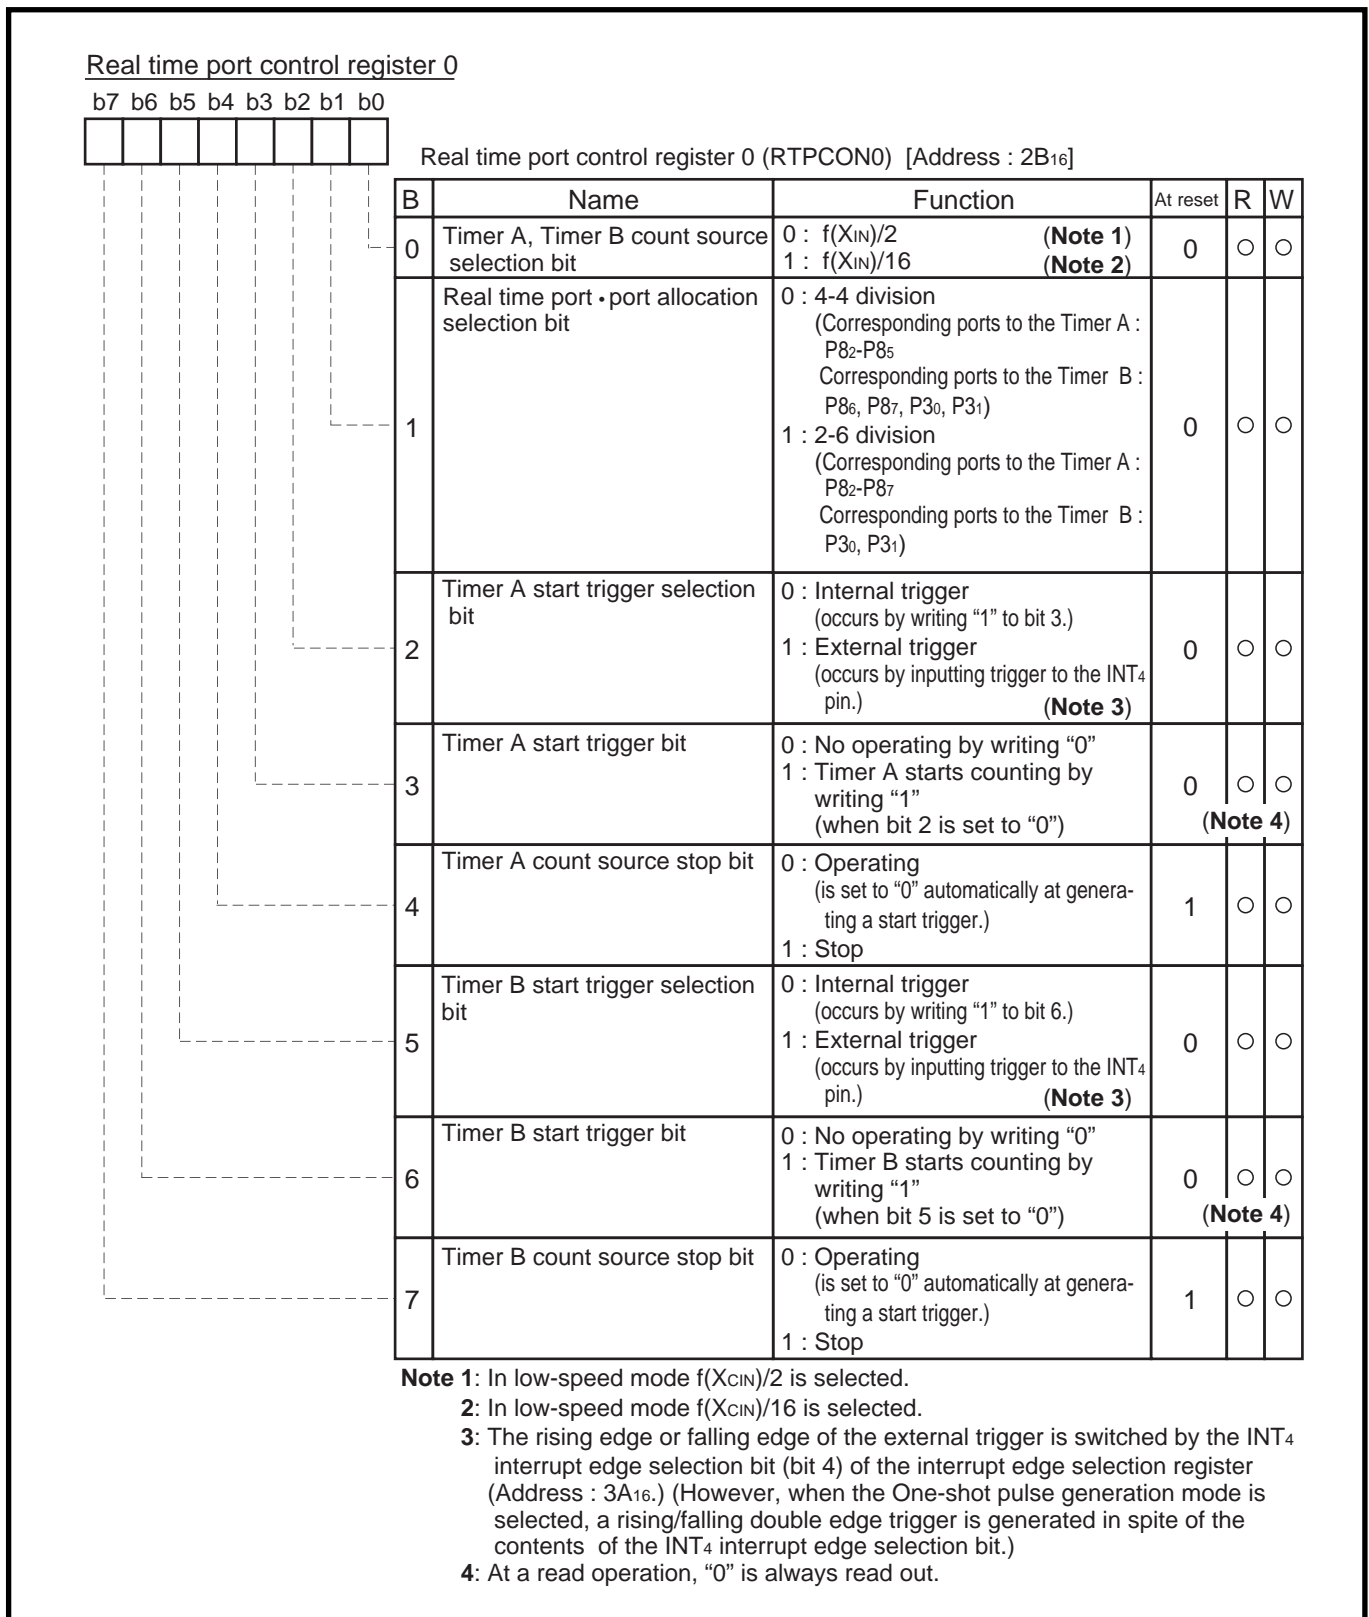 Real time port control register 0
b7 b6 b5 b4 b3 b2 b1 b0
Real time port control register 0 (RTPCON0) [Address : 2B16]
B Name Function At reset R W
0 Timer A, Timer B count source selection bit
0 : f(XIN)/2 (Note 1)
1 : f(XIN)/16 (Note 2)
0 ○ ○
1 Real time port • port allocation
selection bit
0 : 4-4 division
(Corresponding ports to the Timer A :
P82-P85
Corresponding ports to the Timer B :
P86, P87, P30, P31)
1 : 2-6 division
(Corresponding ports to the Timer A :
P82-P87
Corresponding ports to the Timer B :
P30, P31)
0 ○ ○
2 Timer A start trigger selection
bit
0 : Internal trigger
(occurs by writing “1” to bit 3.)
1 : External trigger
(occurs by inputting trigger to the INT4
pin.) (Note 3)
0 ○ ○
3 Timer A start trigger bit
0 : No operating by writing “0”
1 : Timer A starts counting by
writing “1”
(when bit 2 is set to “0”)
0 ○ ○
(Note 4)
4 Timer A count source stop bit
0 : Operating
(is set to “0” automatically at genera-
ting a start trigger.)
1 : Stop
1 ○ ○
5 Timer B start trigger selection
bit
0 : Internal trigger
(occurs by writing “1” to bit 6.)
1 : External trigger
(occurs by inputting trigger to the INT4
pin.) (Note 3)
0 ○ ○
6 Timer B start trigger bit
0 : No operating by writing “0”
1 : Timer B starts counting by
writing “1”
(when bit 5 is set to “0”)
0 ○ ○
(Note 4)
7 Timer B count source stop bit
0 : Operating
(is set to “0” automatically at genera-
ting a start trigger.)
1 : Stop
1 ○ ○
Note 1: In low-speed mode f(XCIN)/2 is selected.
2: In low-speed mode f(XCIN)/16 is selected.
3: The rising edge or falling edge of the external trigger is switched by the INT4
interrupt edge selection bit (bit 4) of the interrupt edge selection register
(Address : 3A16.) (However, when the One-shot pulse generation mode is
selected, a rising/falling double edge trigger is generated in spite of the
contents of the INT4 interrupt edge selection bit.)
4: At a read operation, “0” is always read out.